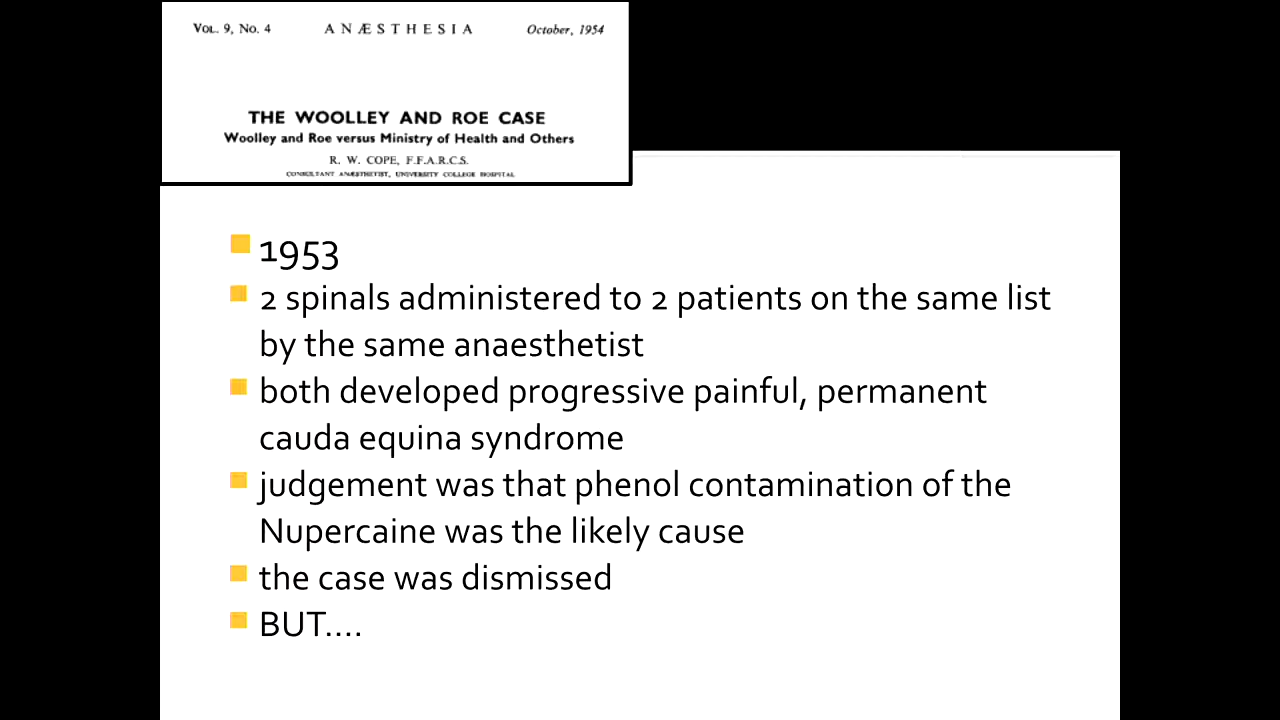 VOL. 9, No. 4 ANÆSTHESIA October, 1954
THE WOOLLEY AND ROE CASE
Woolley and Roe versus Ministry of Health and Others
R. W. COPE, F.F.A.R.C.S.
CONSULTANT ANÆSTHETIST, UNIVERSITY COLLEGE HOSPITAL
1953
2 spinals administered to 2 patients on the same list
by the same anaesthetist
both developed progressive painful, permanent
cauda equina syndrome
judgement was that phenol contamination of the
Nupercaine was the likely cause
the case was dismissed
BUT....